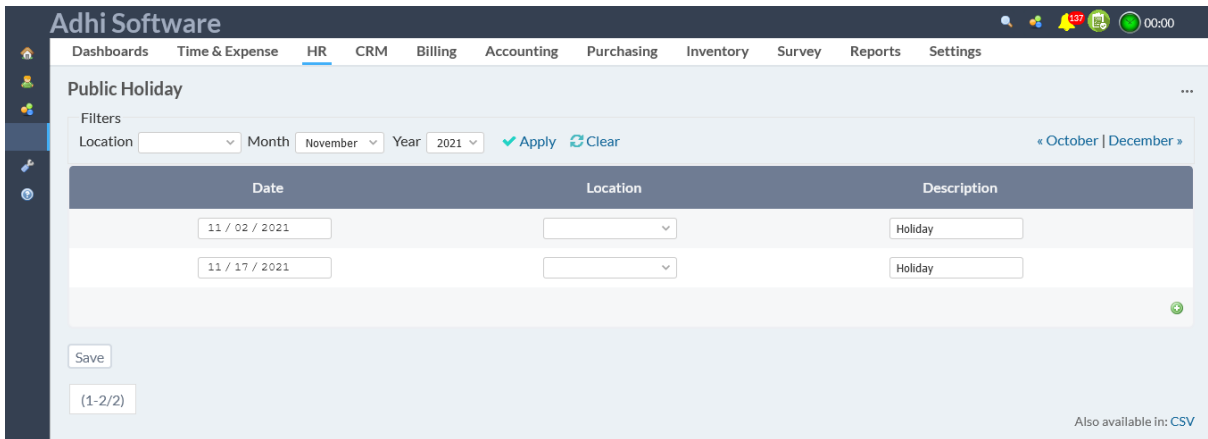 Adhi Software
137
00:00
Dashboards Time & Expense HR CRM Billing Accounting Purchasing Inventory Survey Reports Settings
Public Holiday
...
Filters
Location Month November Year 2021 Apply Clear « October | December »
Date Location Description
11 / 02 / 2021 Holiday
11 / 17 / 2021 Holiday
Save
(1-2/2)
Also available in: CSV